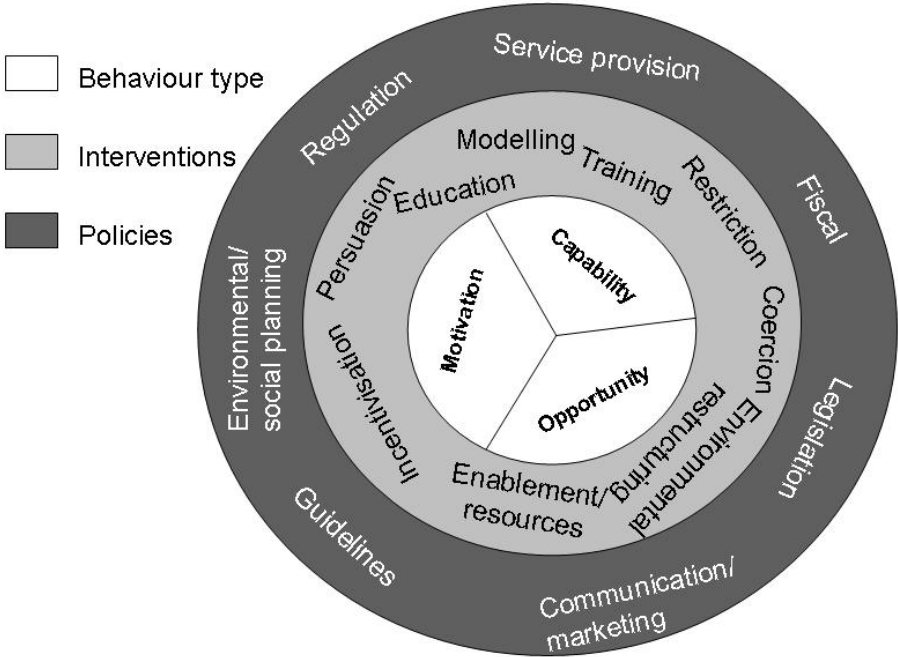 Behaviour type
Interventions
Policies
Service provision
Regulation
Fiscal
Environmental/
social planning
Legislation
Guidelines
Communication/
marketing
Modelling
Training
Education
Restriction
Persuasion
Coercion
Incentivisation
Environmental
restructuring
Enablement/
resources
Capability
Motivation
Opportunity